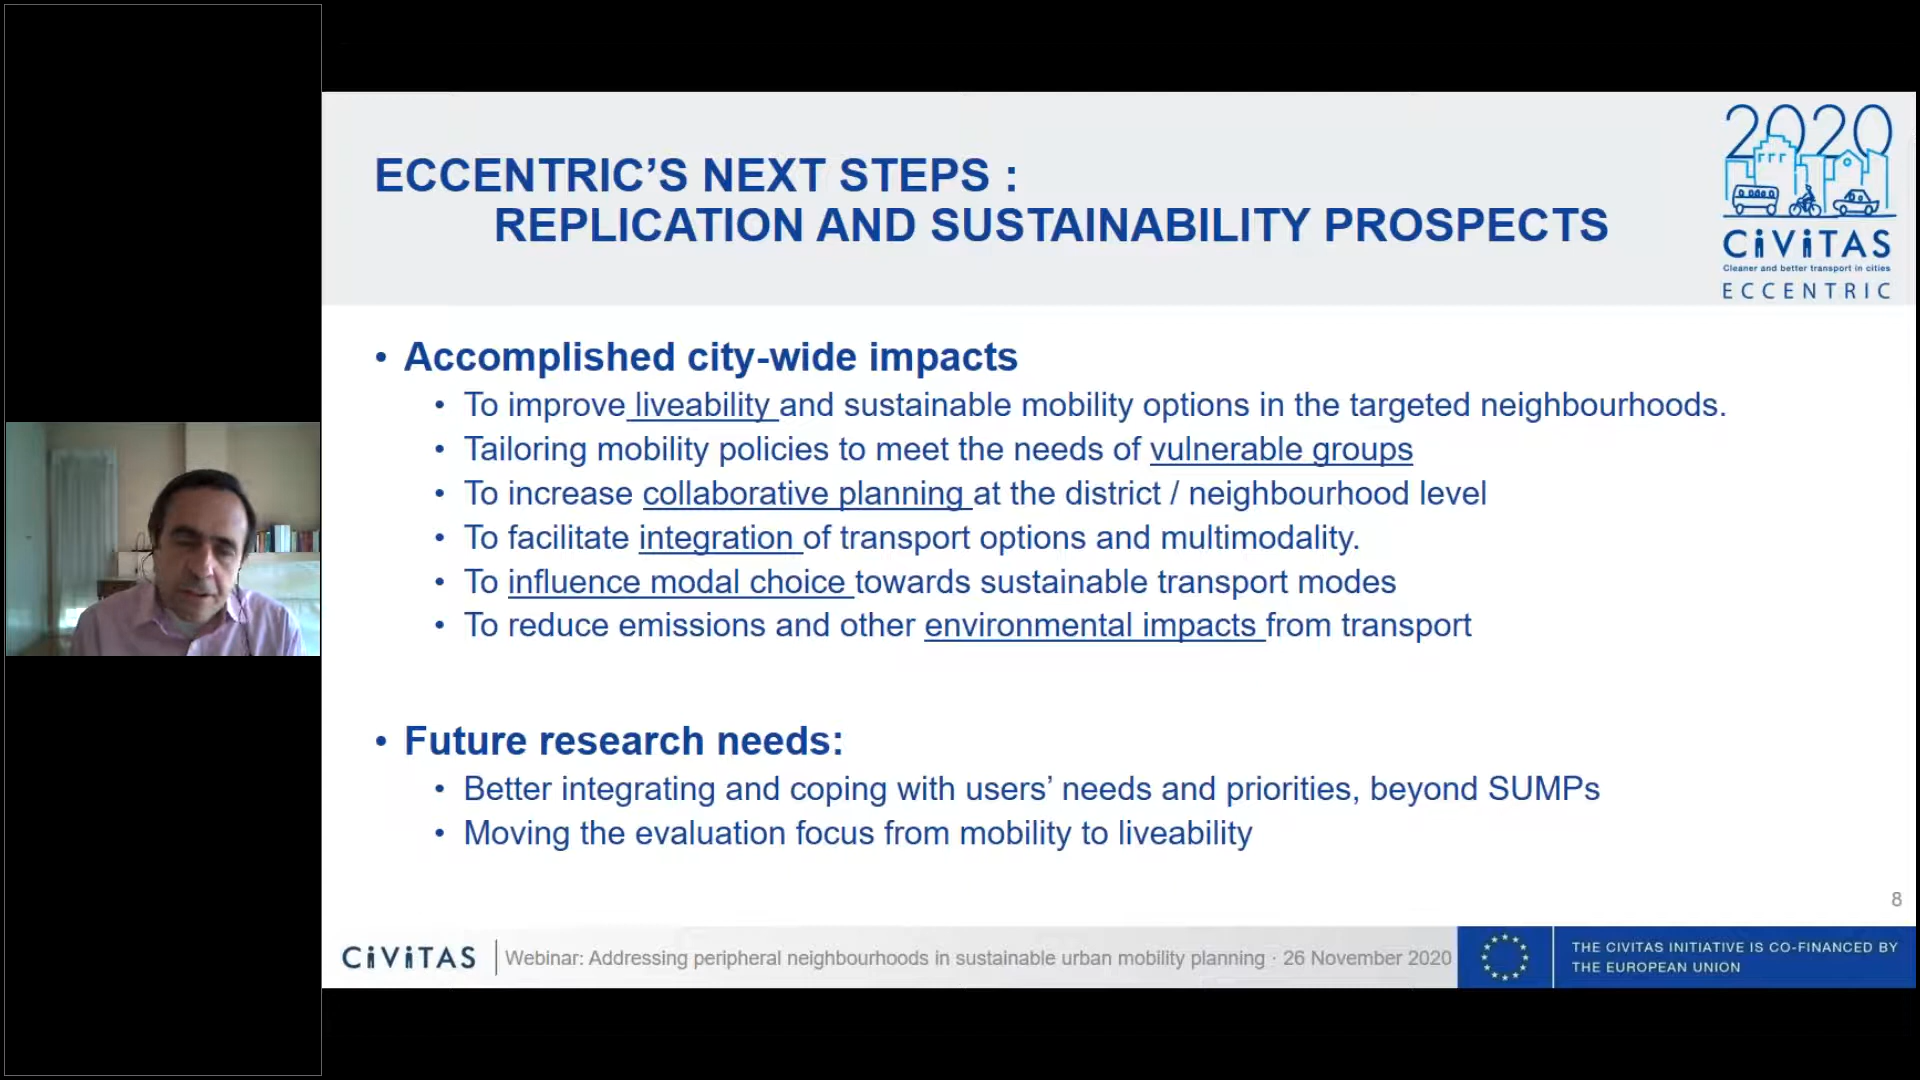 ECCENTRIC’S NEXT STEPS :
REPLICATION AND SUSTAINABILITY PROSPECTS
2020
CiViTAS
Cleaner and better transport in cities
ECCENTRIC
• Accomplished city-wide impacts
• To improve liveability and sustainable mobility options in the targeted neighbourhoods.
• Tailoring mobility policies to meet the needs of vulnerable groups
• To increase collaborative planning at the district / neighbourhood level
• To facilitate integration of transport options and multimodality.
• To influence modal choice towards sustainable transport modes
• To reduce emissions and other environmental impacts from transport
• Future research needs:
• Better integrating and coping with users’ needs and priorities, beyond SUMPs
• Moving the evaluation focus from mobility to liveability
8
CiViTAS
Webinar: Addressing peripheral neighbourhoods in sustainable urban mobility planning · 26 November 2020
THE CIVITAS INITIATIVE IS CO-FINANCED BY
THE EUROPEAN UNION